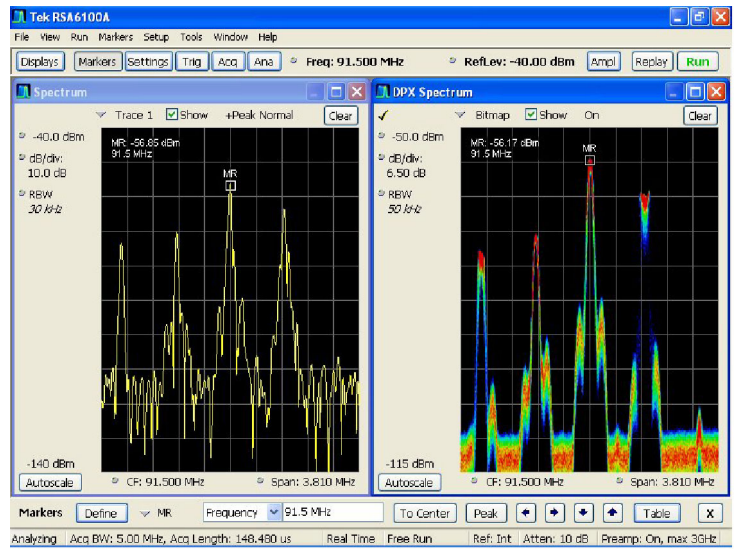 Tek RSA6100A
File View Run Markers Setup Tools Window Help
Displays Markers Settings Trig Acq Ana Freq: 91.500 MHz RefLev: -40.00 dBm Ampl Replay Run
Spectrum
Trace 1 Show +Peak Normal Clear
-40.0 dBm
dB/div:
10.0 dB
RBW
30 kHz
MR: -56.85 dBm
91.5 MHz
MR
-140 dBm
Autoscale CF: 91.500 MHz Span: 3.810 MHz
DPX Spectrum
Bitmap Show On Clear
-50.0 dBm
dB/div:
6.50 dB
RBW
50 kHz
MR: -56.17 dBm
91.5 MHz
MR
-115 dBm
Autoscale CF: 91.500 MHz Span: 3.810 MHz
Markers Define MR Frequency 91.5 MHz To Center Peak Table X
Analyzing Acq BW: 5.00 MHz, Acq Length: 148.480 us Real Time Free Run Ref: Int Atten: 10 dB Preamp: On, max 3GHz